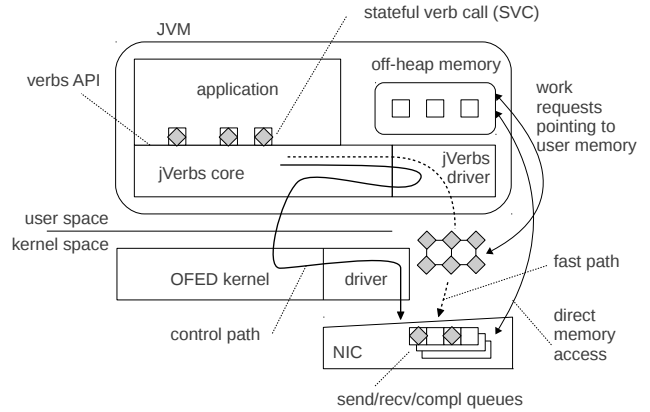 stateful verb call (SVC)
JVM
off-heap memory
verbs API
application
work
requests
pointing to
user memory
jVerbs core
jVerbs
driver
user space
kernel space
OFED kernel
driver
fast path
control path
direct
memory
access
NIC
send/recv/compl queues